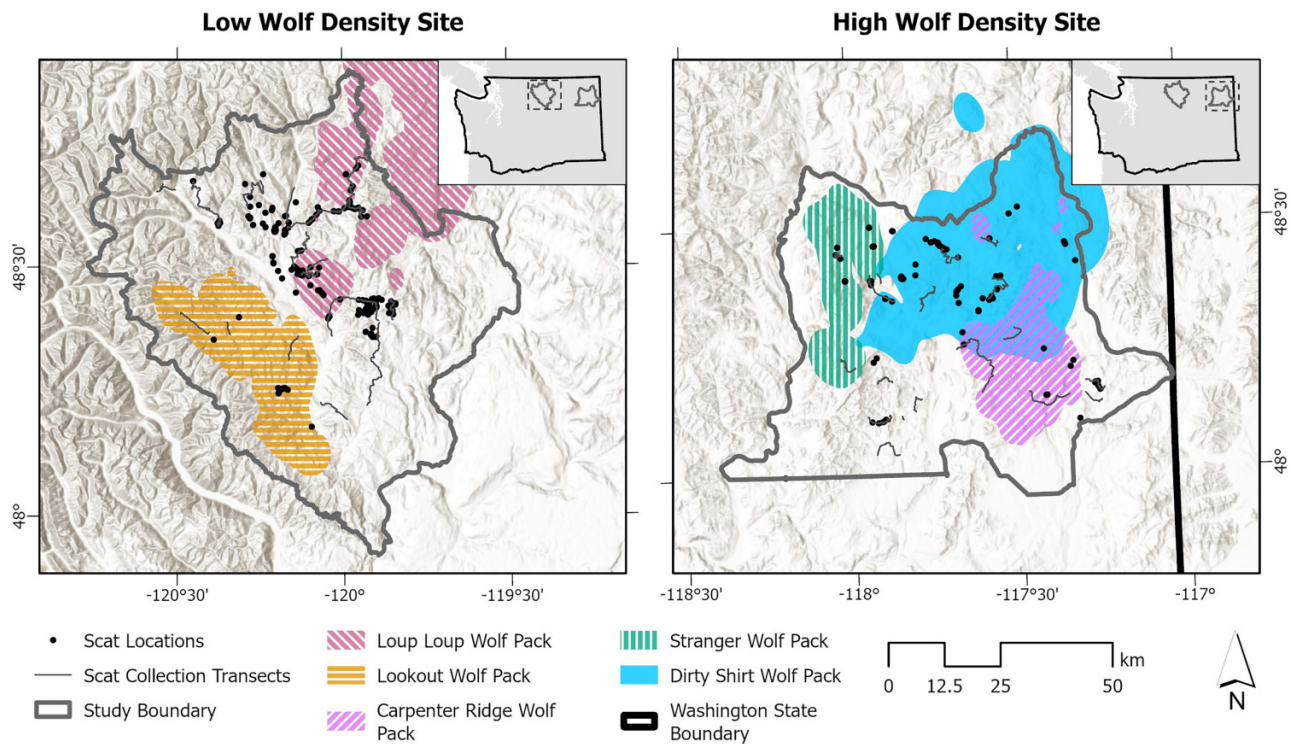 Low Wolf Density Site
High Wolf Density Site
48°30'
48°
-120°30'
-120°
-119°30'
48°30'
48°
-118°30'
-118°
-117°30'
-117°
Scat Locations
Scat Collection Transects
Study Boundary
Loup Loup Wolf Pack
Lookout Wolf Pack
Carpenter Ridge Wolf
Pack
Stranger Wolf Pack
Dirty Shirt Wolf Pack
Washington State
Boundary
km
0 12.5 25 50
N